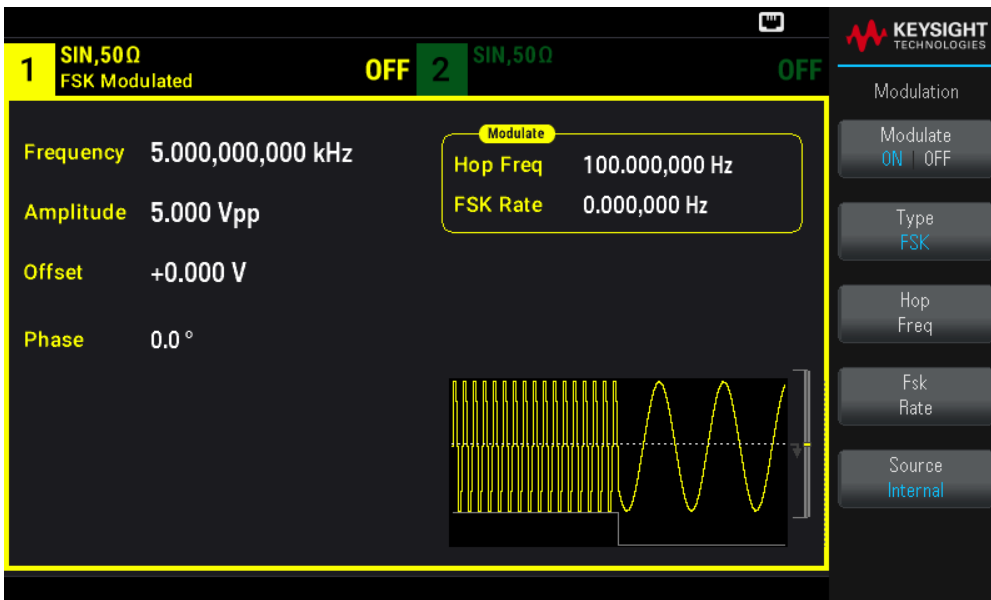 KEYSIGHT
TECHNOLOGIES
1 SIN,50Ω
FSK Modulated
OFF
2 SIN,50Ω
OFF
Modulation
Frequency 5.000,000,000 kHz
Amplitude 5.000 Vpp
Offset +0.000 V
Phase 0.0 °
Modulate
Hop Freq 100.000,000 Hz
FSK Rate 0.000,000 Hz
Modulate
ON | OFF
Type
FSK
Hop
Freq
Fsk
Rate
Source
Internal